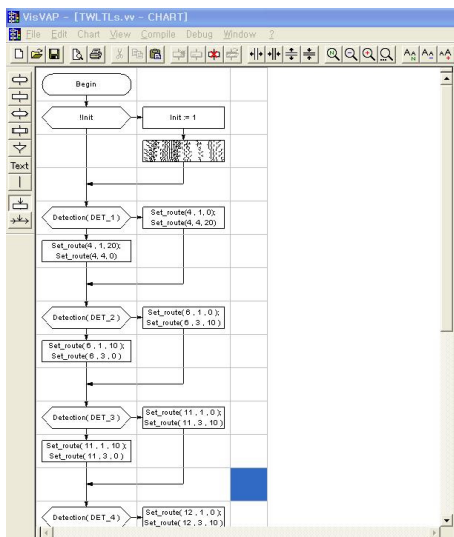 VisVAP - [TWLTLs.vv - CHART]
File Edit Chart View Compile Debug Window ?
Text
Begin
!Init
Init := 1
Detection( DET_1 )
Set_route(4 , 1, 0);
Set_route(4, 4, 20)
Set_route(4 , 1, 20);
Set_route(4, 4, 0)
Detection( DET_2 )
Set_route( 6 , 1, 0 );
Set_route( 6 , 3, 10 )
Set_route( 6 , 1, 10 );
Set_route( 6 , 3, 0 )
Detection( DET_3 )
Set_route( 11 , 1, 0 );
Set_route( 11 , 3, 10 )
Set_route( 11 , 1, 10 );
Set_route( 11 , 3, 0 )
Detection( DET_4 )
Set_route( 12 , 1, 0 );
Set_route( 12 , 3, 10 )